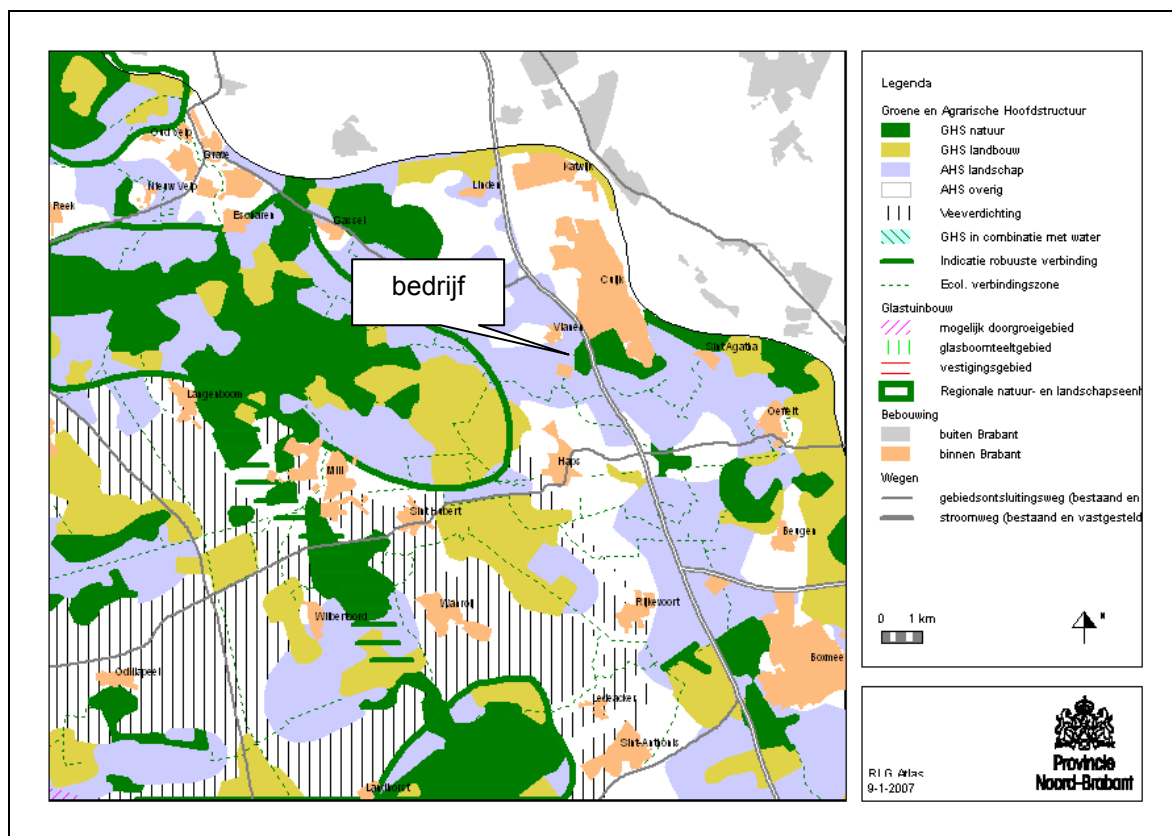 Oud Velp
Grave
Nieuw Velp
Reek
Escharen
Gassel
Linden
Katwijk
Cuijk
bedrijf
Vianen
Sint Agatha
Langenboom
Oeffelt
Mill
Haps
Sint Hubert
Beugen
Wanroij
Rijkevoort
Wilbertoord
Boxmee
Odiliapeel
Ledeacker
Sint-Anthonis
Landhorst
Legenda
Groene en Agrarische Hoofdstructuur
GHS natuur
GHS landbouw
AHS landschap
AHS overig
Veeverdichting
GHS in combinatie met water
Indicatie robuuste verbinding
Ecol. verbindingszone
Glastuinbouw
mogelijk doorgroeigebied
glasboomteeltgebied
vestigingsgebied
Regionale natuur- en landschapseenh
Bebouwing
buiten Brabant
binnen Brabant
Wegen
gebiedsontsluitingsweg (bestaand en
stroomweg (bestaand en vastgesteld
0 1 km
N
RLG Atlas
9-1-2007
Provincie
Noord-Brabant